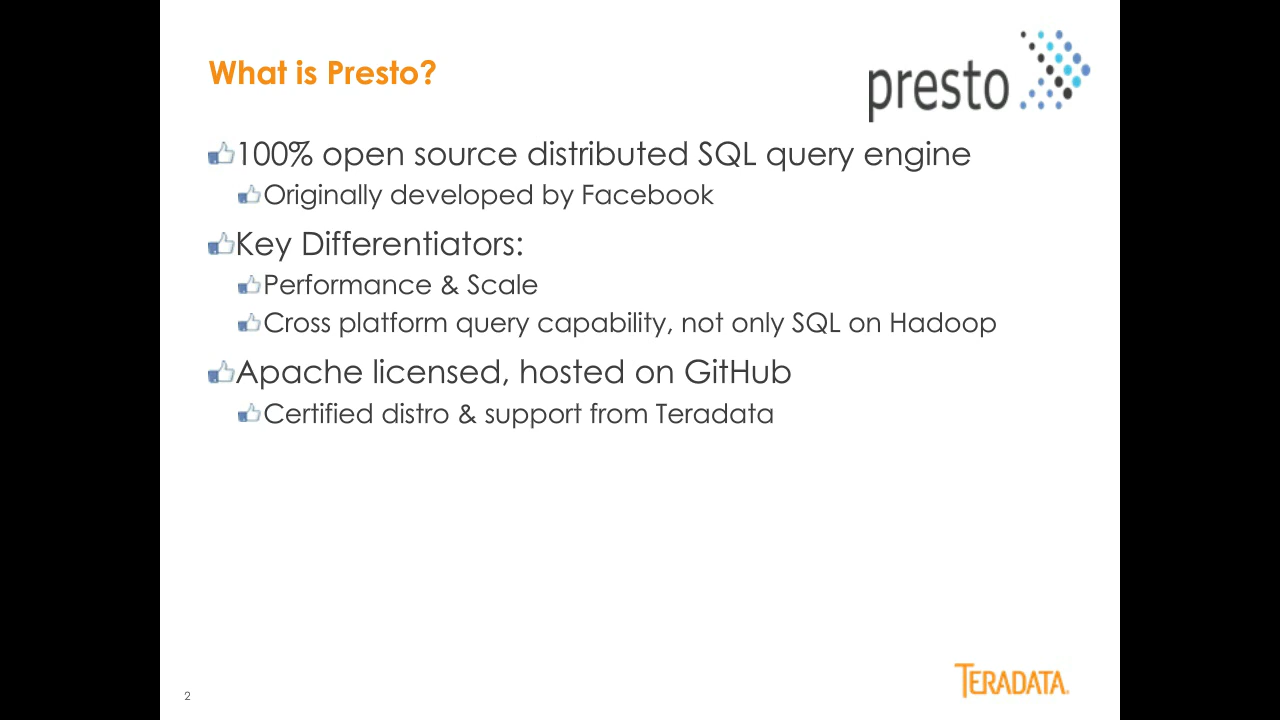 What is Presto?
presto
100% open source distributed SQL query engine
Originally developed by Facebook
Key Differentiators:
Performance & Scale
Cross platform query capability, not only SQL on Hadoop
Apache licensed, hosted on GitHub
Certified distro & support from Teradata
2
TERADATA.